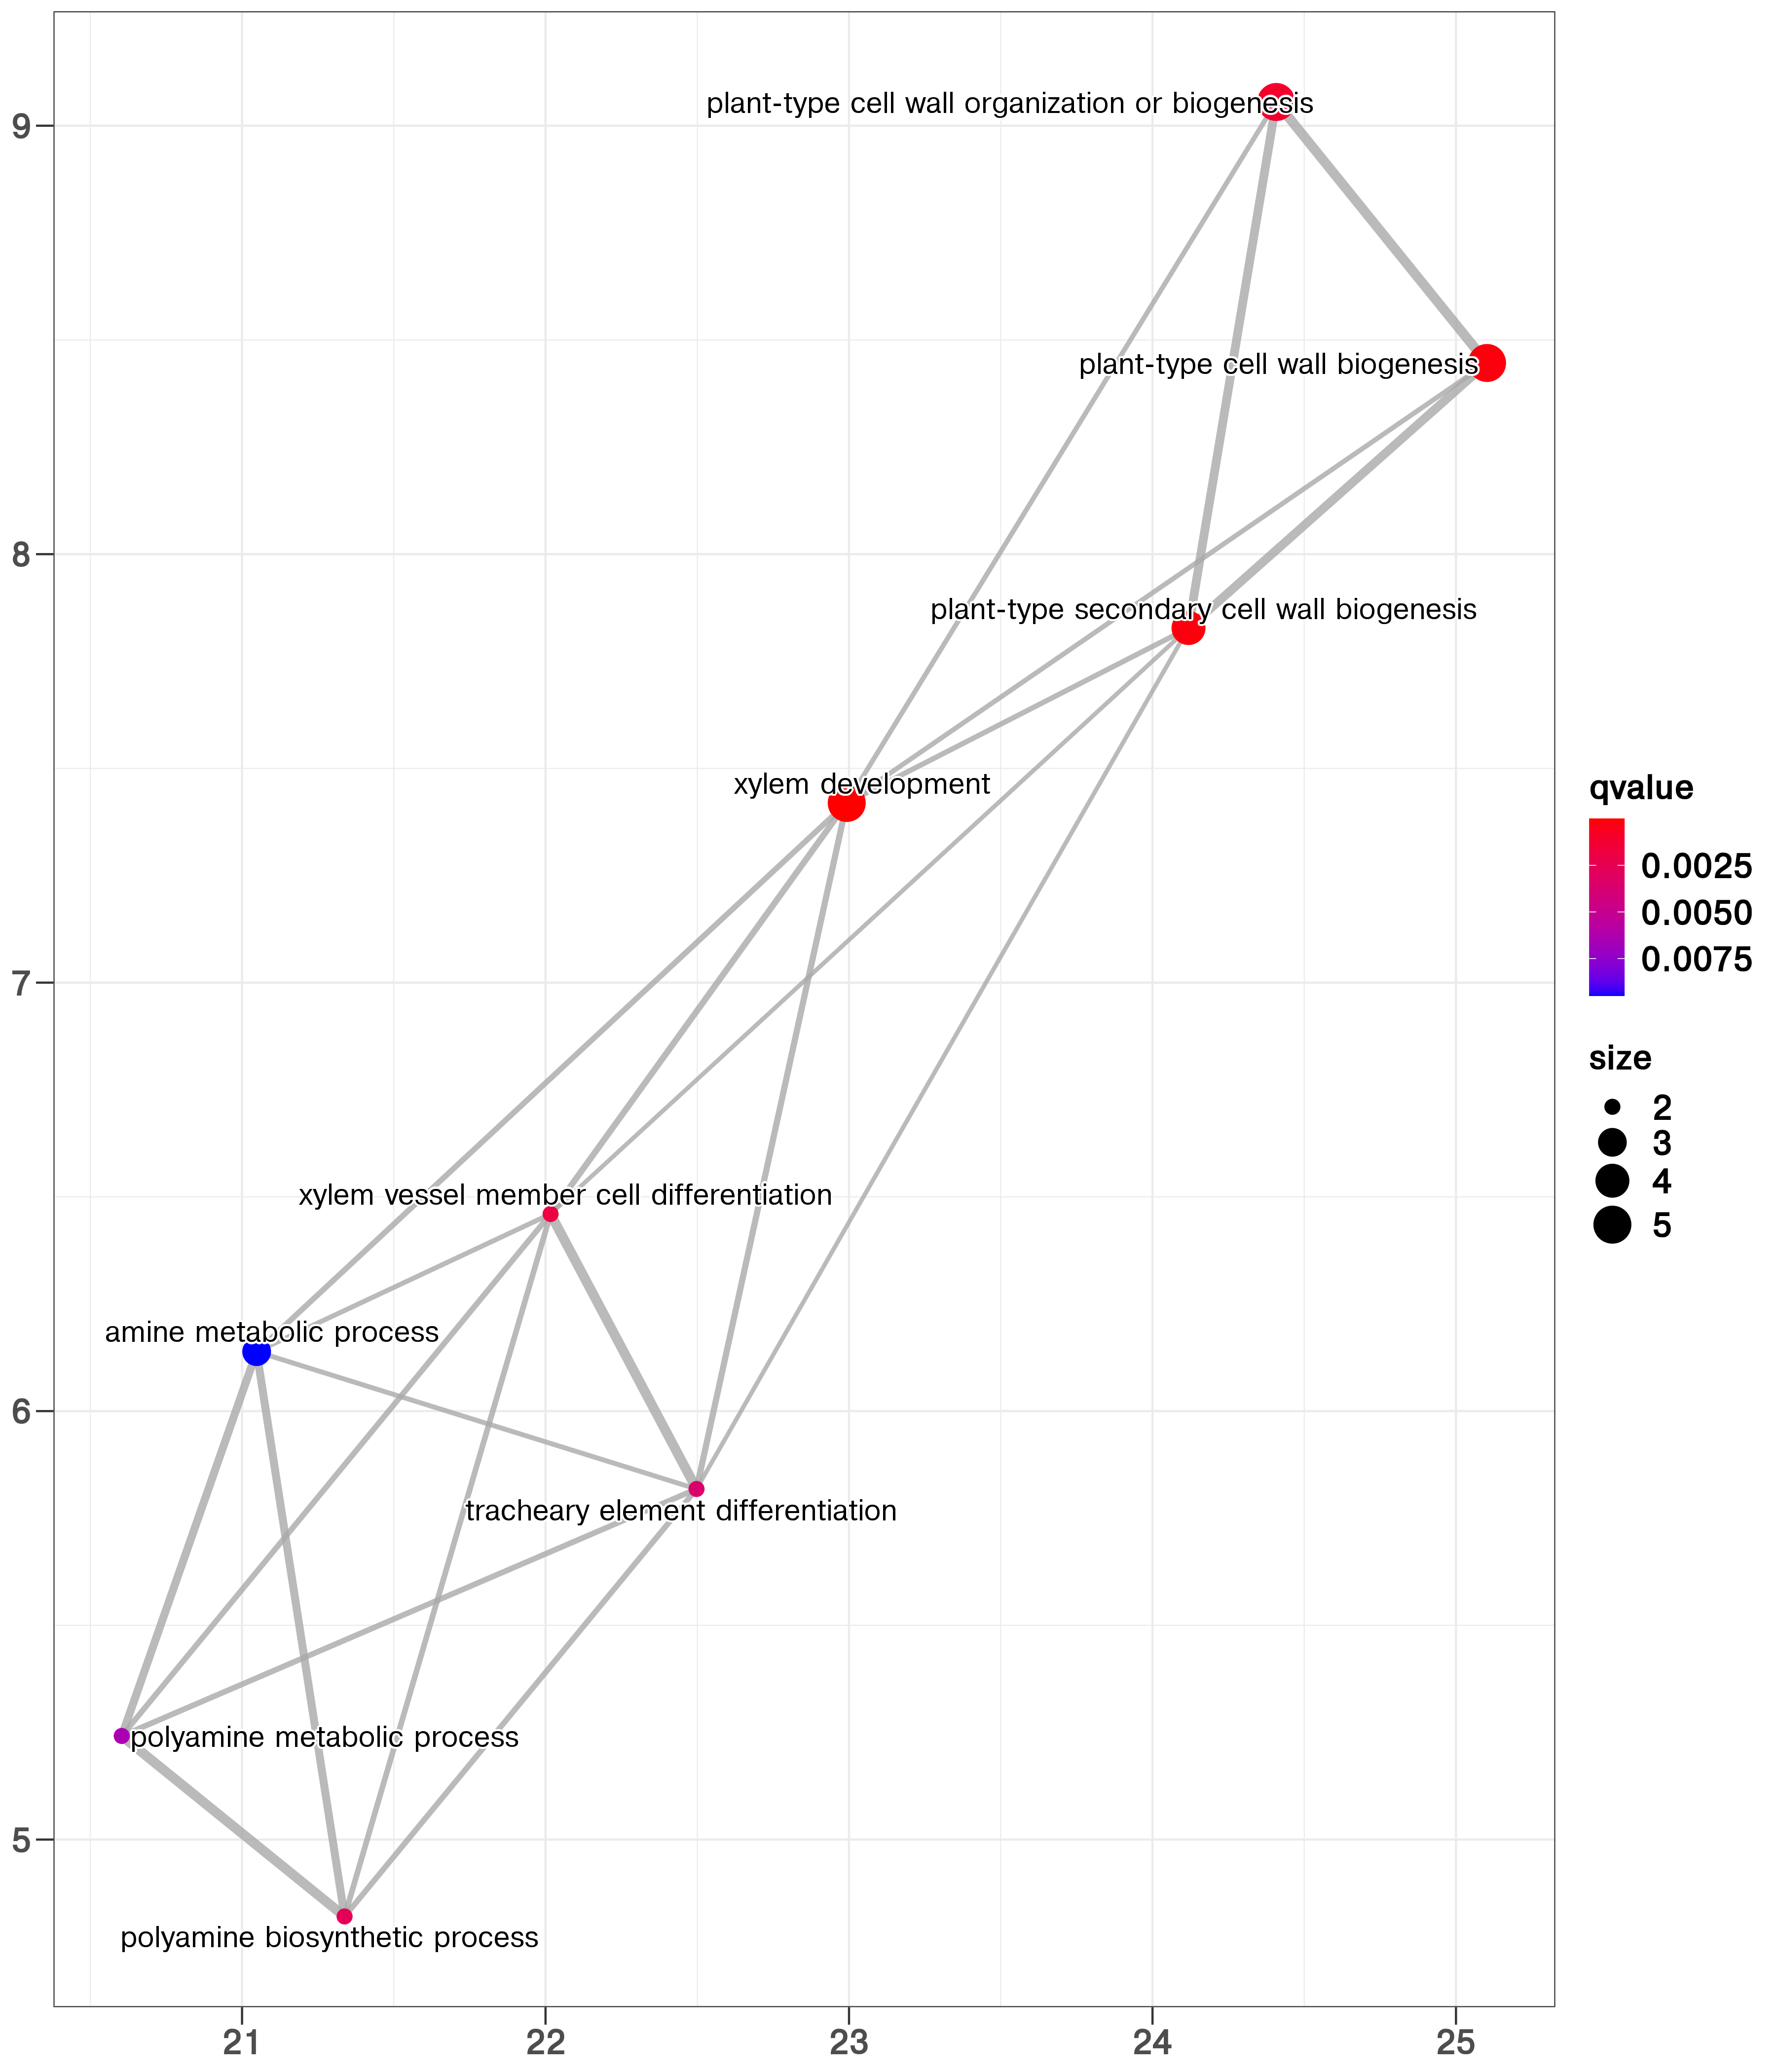 plant-type cell wall organization or biogenesis
9
plant-type cell wall biogenesis
8
plant-type secondary cell wall biogenesis
xylem development
qvalue
0.0025
0.0050
0.0075
7
size
2
3
4
5
xylem vessel member cell differentiation
amine metabolic process
6
tracheary element differentiation
polyamine metabolic process
5
polyamine biosynthetic process
21 22 23 24 25